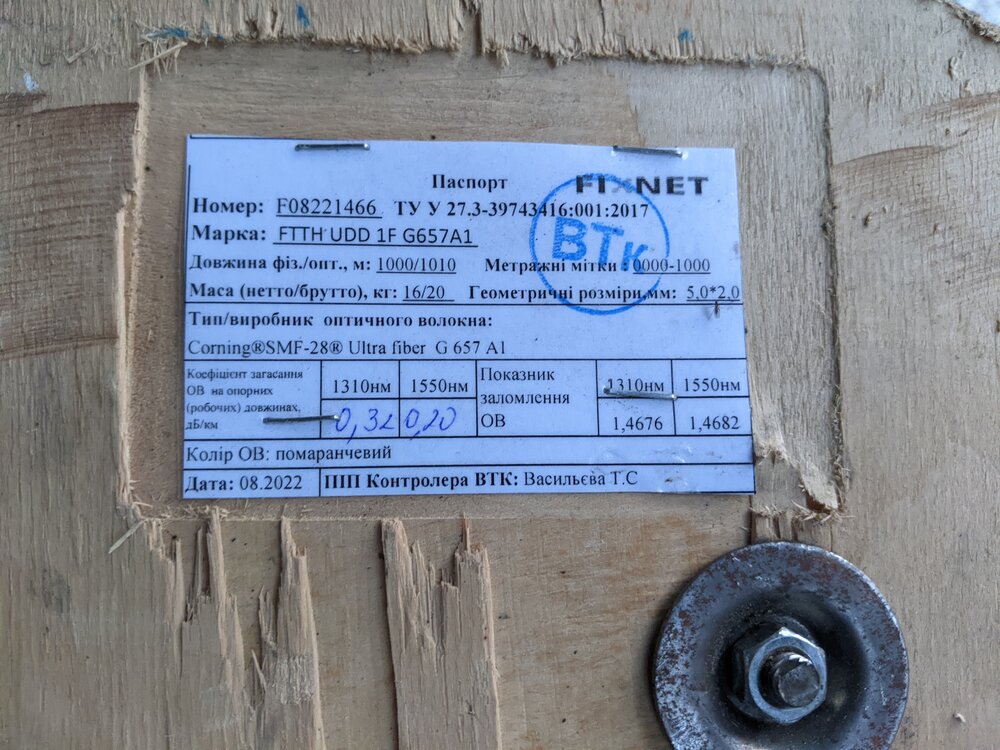 Паспорт FIXNET
Номер: F08221466 ТУ У 27.3-39743416:001:2017
Марка: FTTH UDD 1F G657A1
Довжина фіз./опт., м: 1000/1010 Метражні мітки : 0000-1000
Маса (нетто/брутто), кг: 16/20 Геометричні розміри,мм: 5,0*2,0
ВТК
Тип/виробник оптичного волокна:
Corning®SMF-28® Ultra fiber G 657 A1
Коефіцієнт загасання
ОВ на опорних
(робочих) довжинах,
дБ/км
1310нм 1550нм
0,32 0,20
Показник
заломлення
ОВ
1310нм 1550нм
1,4676 1,4682
Колір ОВ: помаранчевий
Дата: 08.2022 ПІП Контролера ВТК: Васильєва Т.С